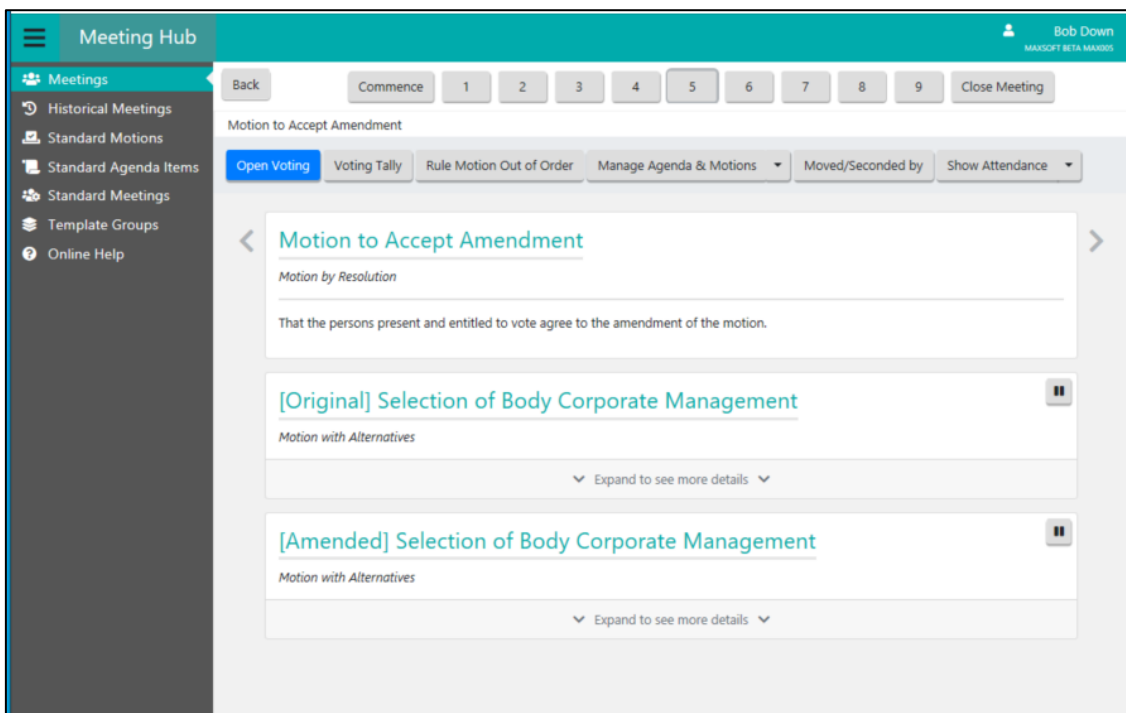 Meeting Hub
Bob Down
MAXSOFT BETA MAXI005
Meetings
Historical Meetings
Standard Motions
Standard Agenda Items
Standard Meetings
Template Groups
Online Help
Back Commence 1 2 3 4 5 6 7 8 9 Close Meeting
Motion to Accept Amendment
Open Voting Voting Tally Rule Motion Out of Order Manage Agenda & Motions Moved/Seconded by Show Attendance
Motion to Accept Amendment
Motion by Resolution
That the persons present and entitled to vote agree to the amendment of the motion.
[Original] Selection of Body Corporate Management
Motion with Alternatives
Expand to see more details
[Amended] Selection of Body Corporate Management
Motion with Alternatives
Expand to see more details